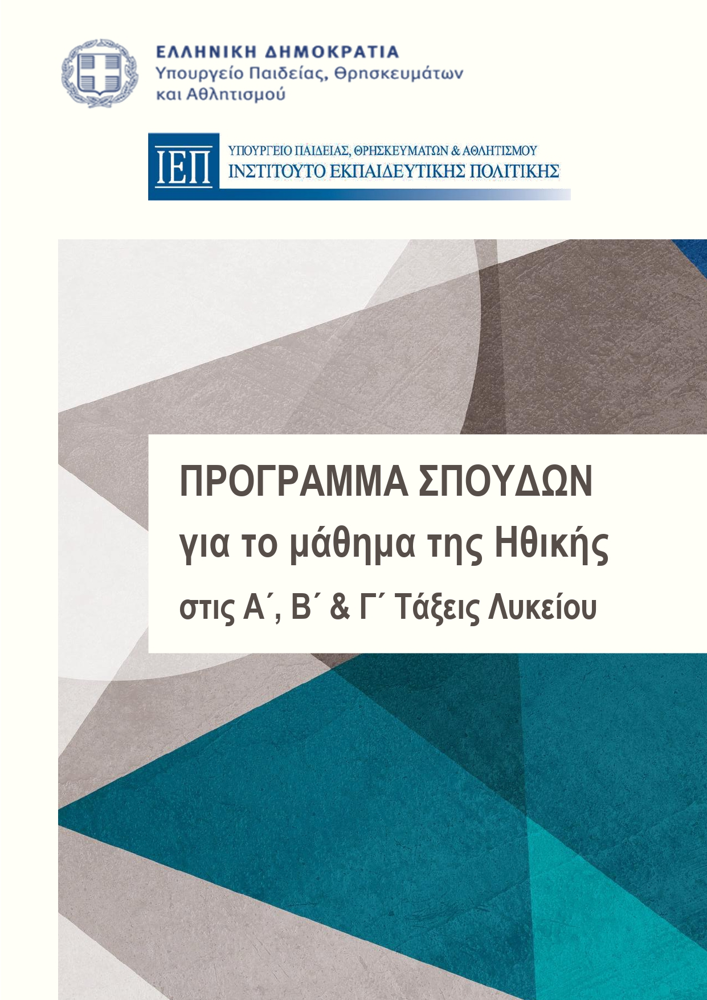 ΕΛΛΗΝΙΚΗ ΔΗΜΟΚΡΑΤΙΑ
Υπουργείο Παιδείας, Θρησκευμάτων
και Αθλητισμού
ΙΕΠ
ΥΠΟΥΡΓΕΙΟ ΠΑΙΔΕΙΑΣ, ΘΡΗΣΚΕΥΜΑΤΩΝ & ΑΘΛΗΤΙΣΜΟΥ
ΙΝΣΤΙΤΟΥΤΟ ΕΚΠΑΙΔΕΥΤΙΚΗΣ ΠΟΛΙΤΙΚΗΣ
ΠΡΟΓΡΑΜΜΑ ΣΠΟΥΔΩΝ
για το μάθημα της Ηθικής
στις Α΄, Β΄ & Γ΄ Τάξεις Λυκείου